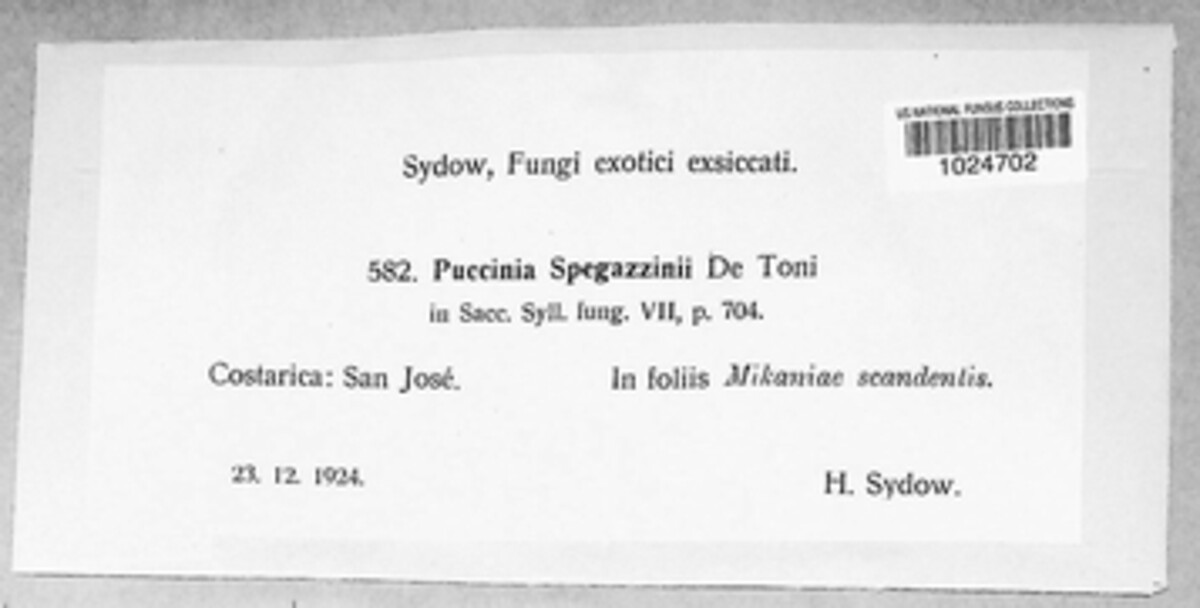 Sydow, Fungi exotici exsiccati.
US NATIONAL FUNGUS COLLECTIONS
1024702
582. Puccinia Spegazzinii De Toni
in Sacc. Syll. fung. VII, p. 704.
Costarica: San José. In foliis Mikaniae scandentis.
23. 12. 1924. H. Sydow.